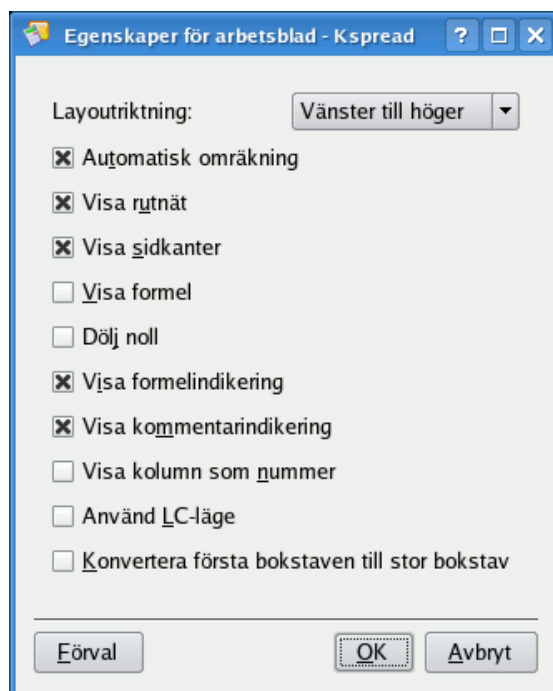 Egenskaper för arbetsblad - Kspread
Layoutriktning: Vänster till höger
Automatisk omräkning
Visa rutnät
Visa sidkanter
Visa formel
Dölj noll
Visa formelindikering
Visa kommentarindikering
Visa kolumn som nummer
Använd LC-läge
Konvertera första bokstaven till stor bokstav
Förval OK Avbryt